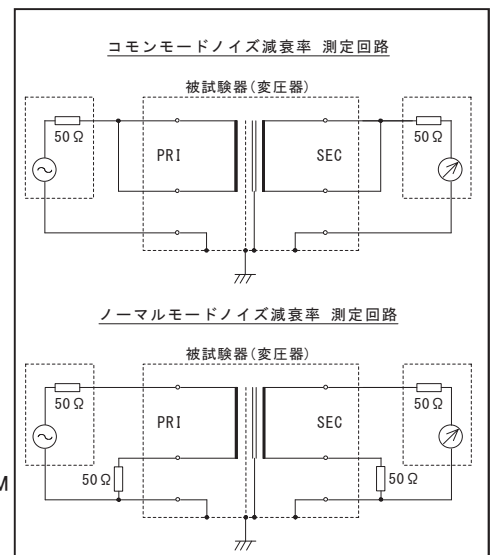 コモンモードノイズ減衰率 測定回路
被試験器(変圧器)
50Ω
PRI
SEC
50Ω
ノーマルモードノイズ減衰率 測定回路
被試験器(変圧器)
50Ω
PRI
SEC
50Ω
50Ω
50Ω
M